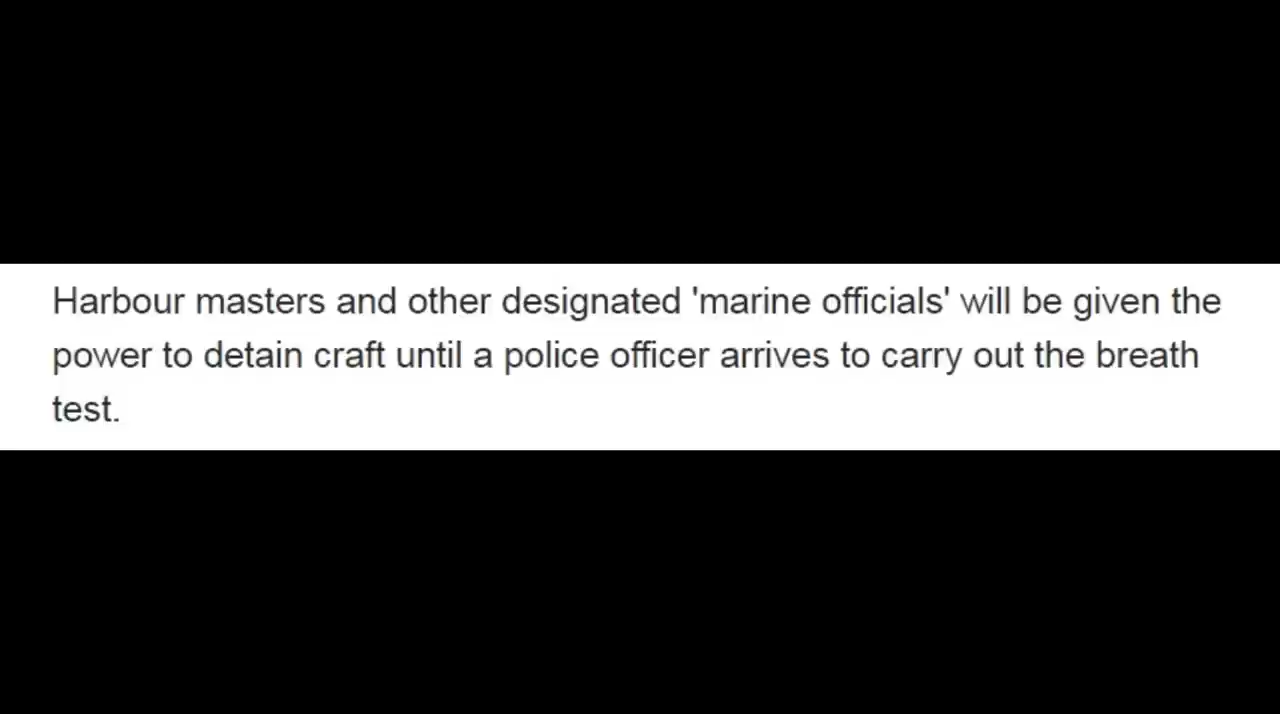 Harbour masters and other designated 'marine officials' will be given the
power to detain craft until a police officer arrives to carry out the breath
test.